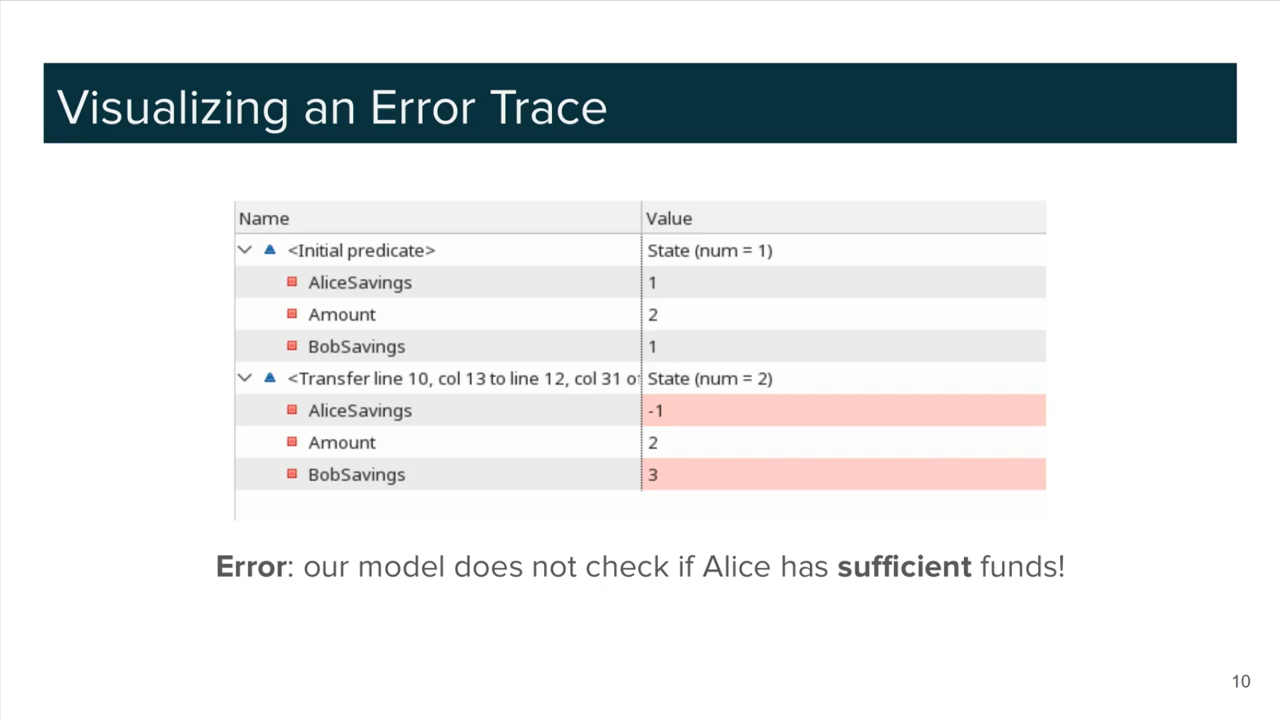 Visualizing an Error Trace
Name Value
<Initial predicate> State (num = 1)
AliceSavings 1
Amount 2
BobSavings 1
<Transfer line 10, col 13 to line 12, col 31 o State (num = 2)
AliceSavings -1
Amount 2
BobSavings 3
Error: our model does not check if Alice has sufficient funds!
10